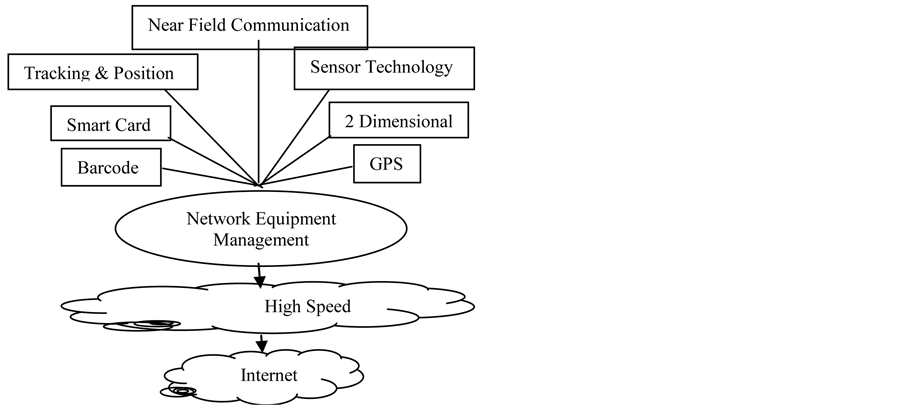 Near Field Communication
Tracking & Position
Sensor Technology
Smart Card
2 Dimensional
Barcode
GPS
Network Equipment
Management
High Speed
Internet